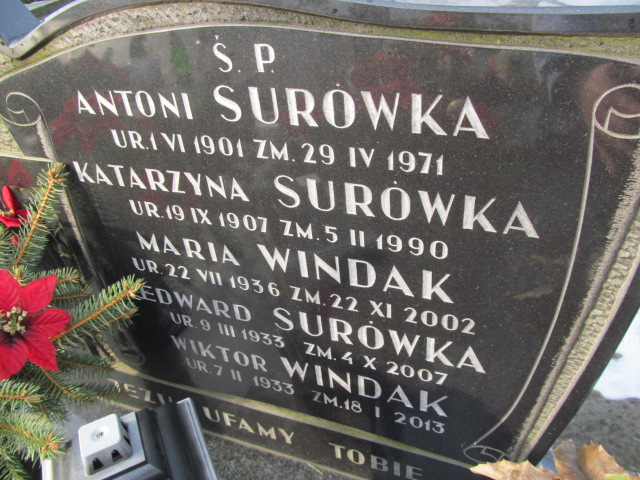 Ś. P.
ANTONI SURÓWKA
UR. 1 VI 1901 ZM. 29 IV 1971
KATARZYNA SURÓWKA
UR. 19 IX 1907 ZM. 5 II 1990
MARIA WINDAK
UR. 22 VII 1936 ZM. 22 XI 2002
EDWARD SURÓWKA
UR. 9 III 1933 ZM. 4 X 2007
WIKTOR WINDAK
UR. 7 II 1933 ZM. 18 I 2013
JEZU UFAMY TOBIE